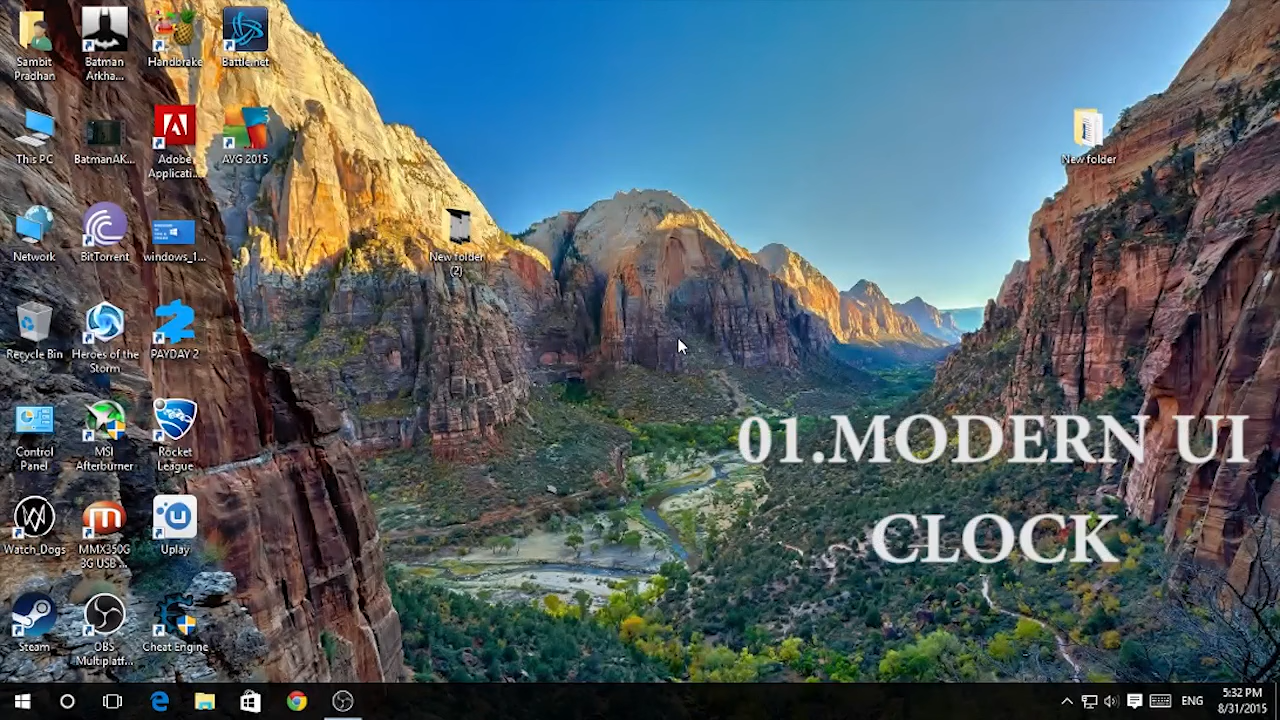 Sambit
Pradhan
Batman
Arkha...
Handbrake
Battle.net
This PC
BatmanAK...
Adobe
Applicati...
AVG 2015
New folder
Network
BitTorrent
windows_1...
New folder
(2)
Recycle Bin
Heroes of the
Storm
PAYDAY 2
Control
Panel
MSI
Afterburner
Rocket
League
01.MODERN UI
CLOCK
Watch_Dogs
MMX350G
3G USB ...
Uplay
Steam
OBS
Multiplatf...
Cheat Engine
ENG
5:32 PM
8/31/2015